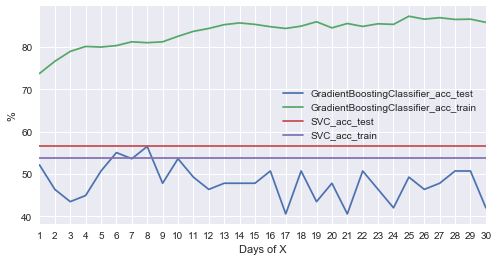 80
70
60
50
40
%
GradientBoostingClassifier_acc_test
GradientBoostingClassifier_acc_train
SVC_acc_test
SVC_acc_train
1 2 3 4 5 6 7 8 9 10 11 12 13 14 15 16 17 18 19 20 21 22 23 24 25 26 27 28 29 30
Days of X